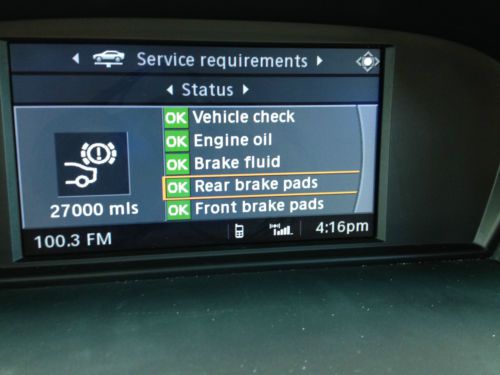 Service requirements
Status
OK Vehicle check
OK Engine oil
OK Brake fluid
OK Rear brake pads
OK Front brake pads
27000 mls
100.3 FM
4:16pm